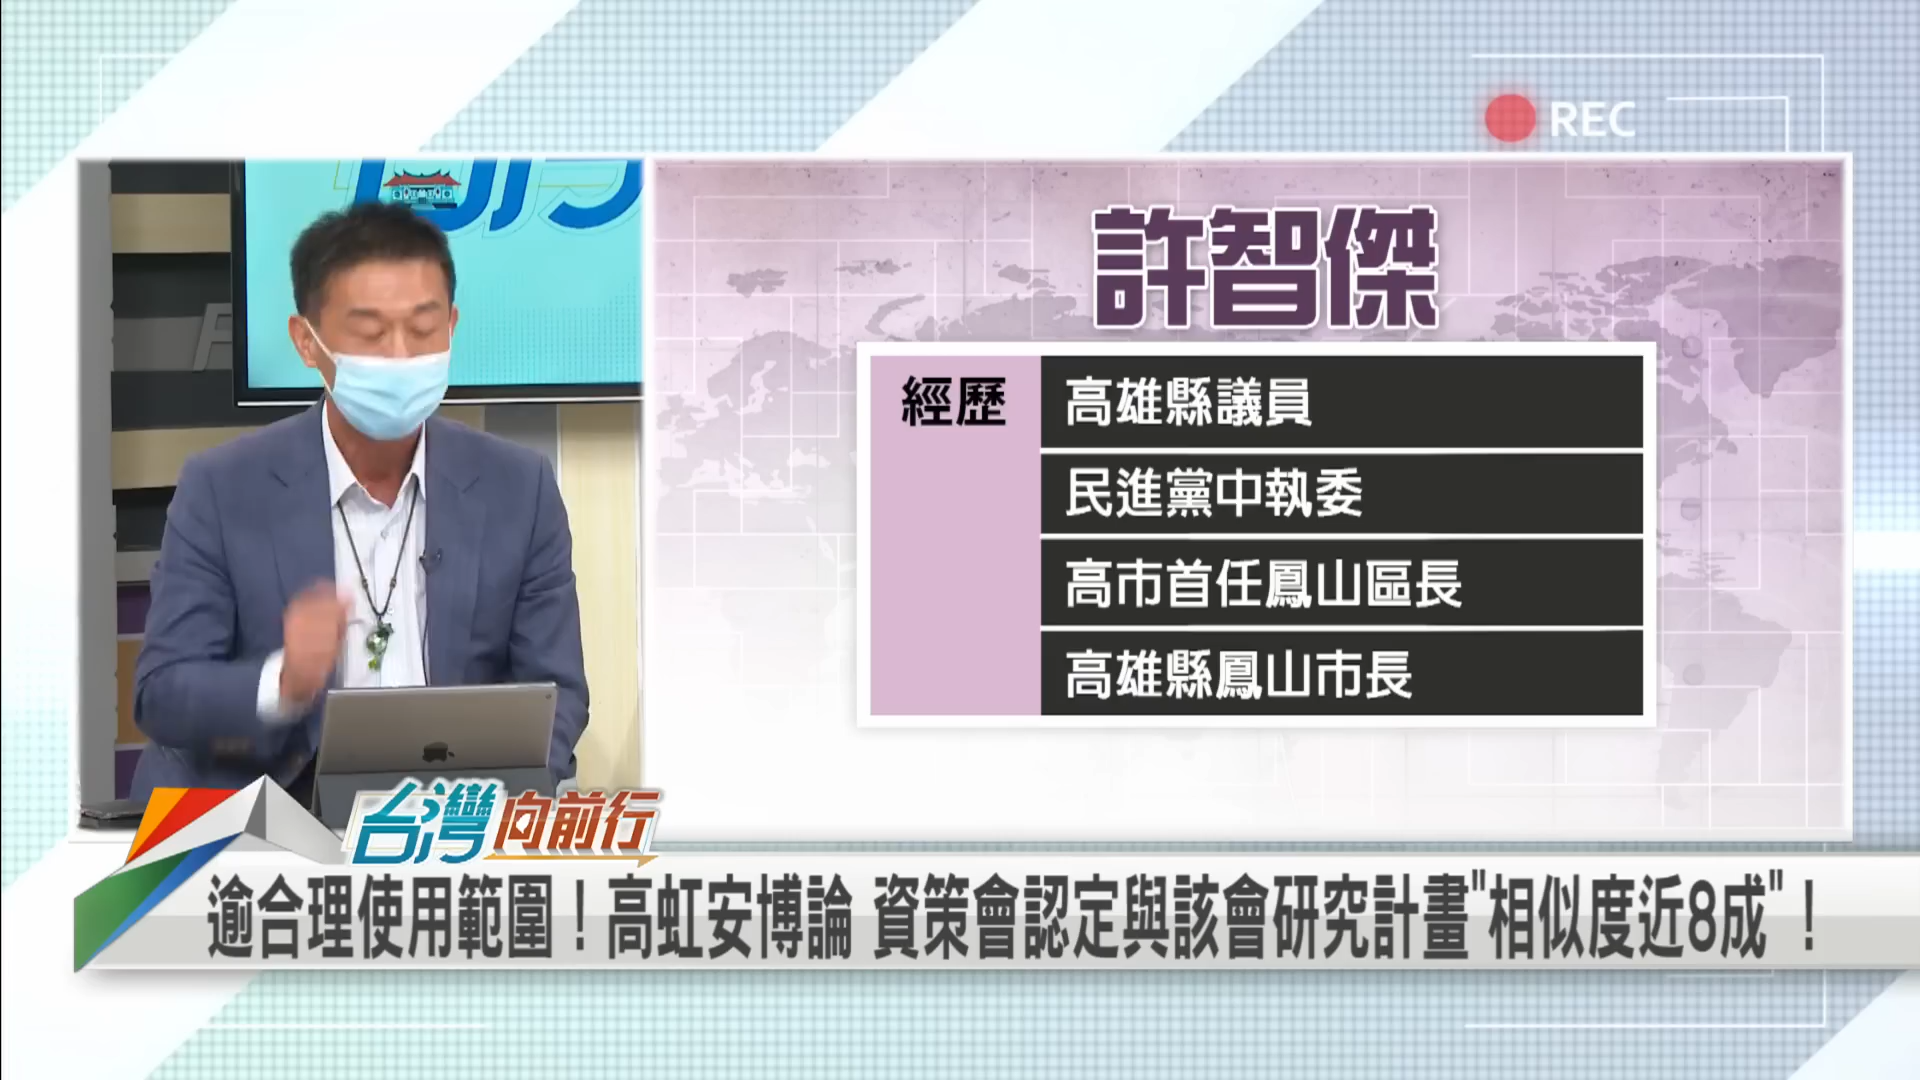 REC
許智傑
經歷
高雄縣議員
民進黨中執委
高市首任鳳山區長
高雄縣鳳山市長
台灣向前行
逾合理使用範圍！高虹安博論 資策會認定與該會研究計畫"相似度近8成"！